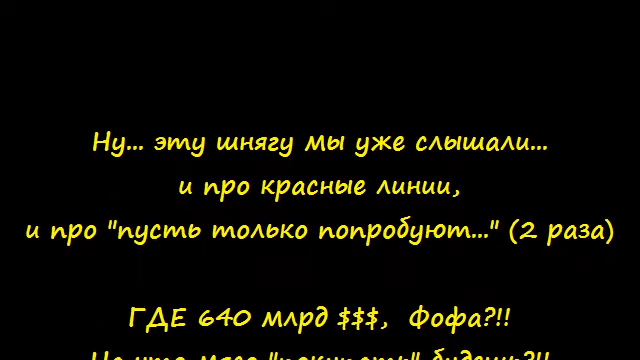 Ну... эту шнягу мы уже слышали...
и про красные линии,
и про "пусть только попробуют..." (2 раза)
ГДЕ 640 млрд $$$, Фофа?!!